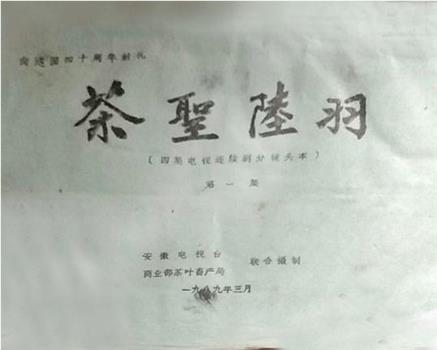 向建国四十周年献礼
茶聖陸羽
(四集电视连续剧分镜头本)
第一集
安徽电视台
商业部茶叶畜产局
联合摄制
一九八九年三月